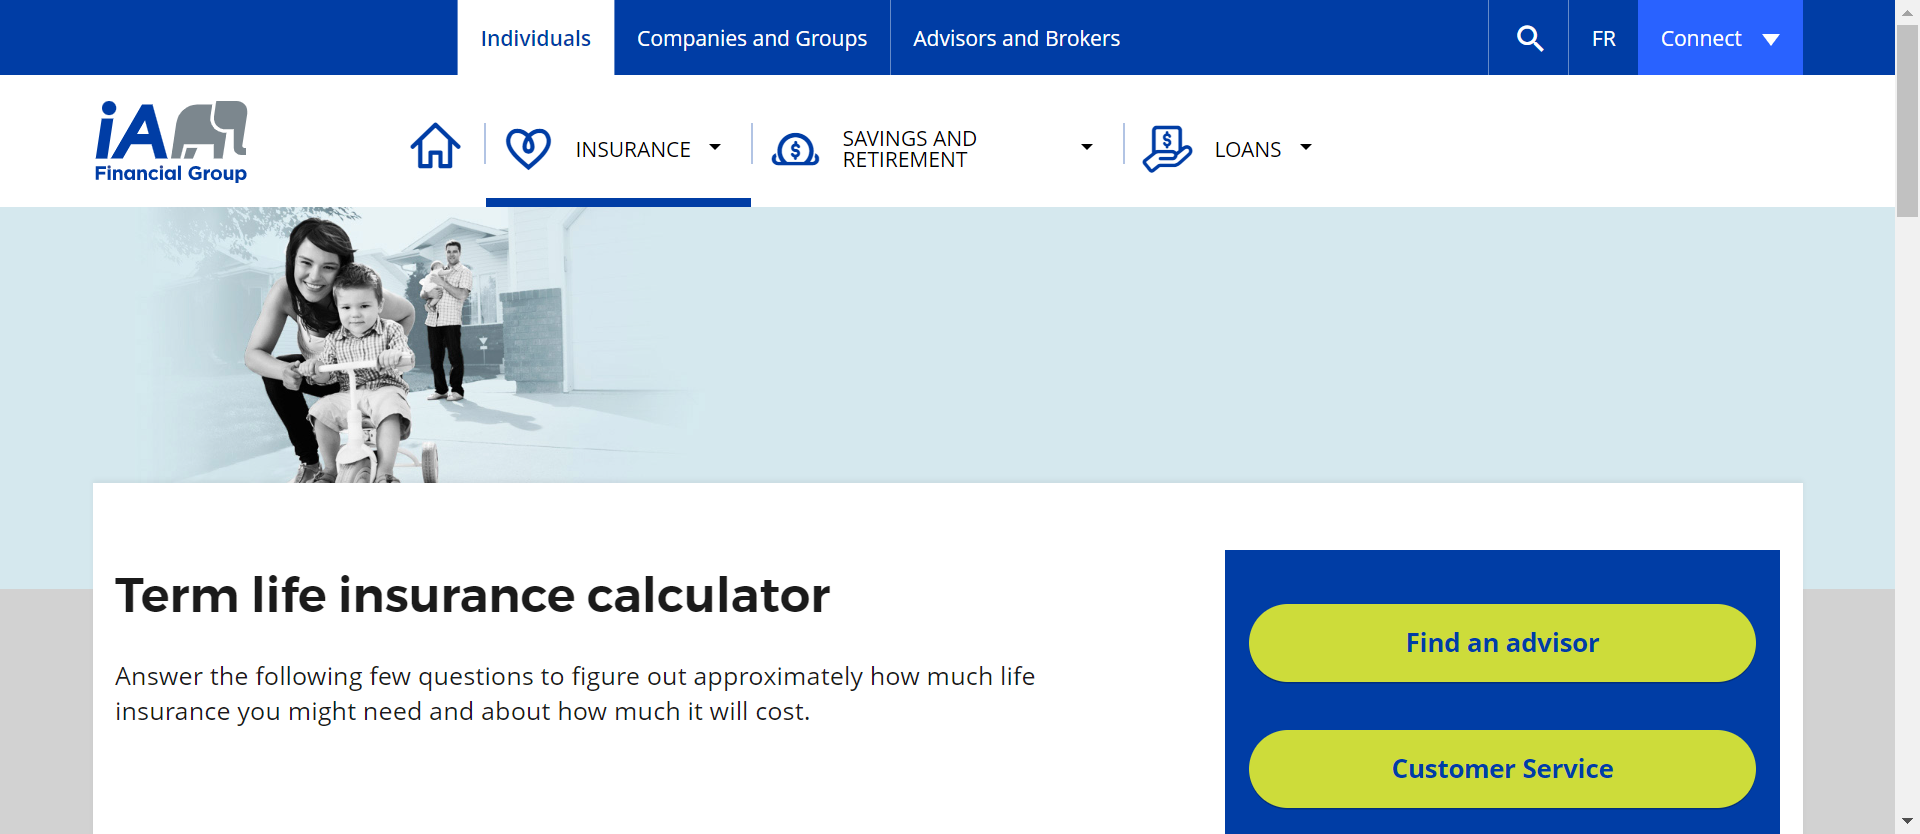 Individuals
Companies and Groups
Advisors and Brokers
FR
Connect
iA
Financial Group
INSURANCE
SAVINGS AND
RETIREMENT
LOANS
Term life insurance calculator
Answer the following few questions to figure out approximately how much life
insurance you might need and about how much it will cost.
Find an advisor
Customer Service